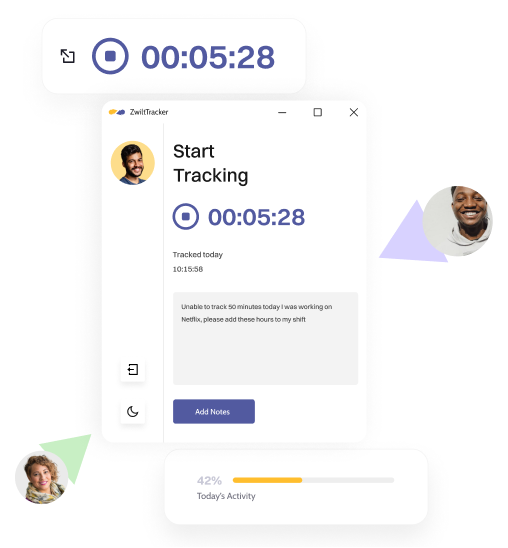 00:05:28
ZwiltTracker
Start
Tracking
00:05:28
Tracked today
10:15:58
Unable to track 50 minutes today I was working on
Netflix, please add these hours to my shift
Add Notes
42%
Today's Activity